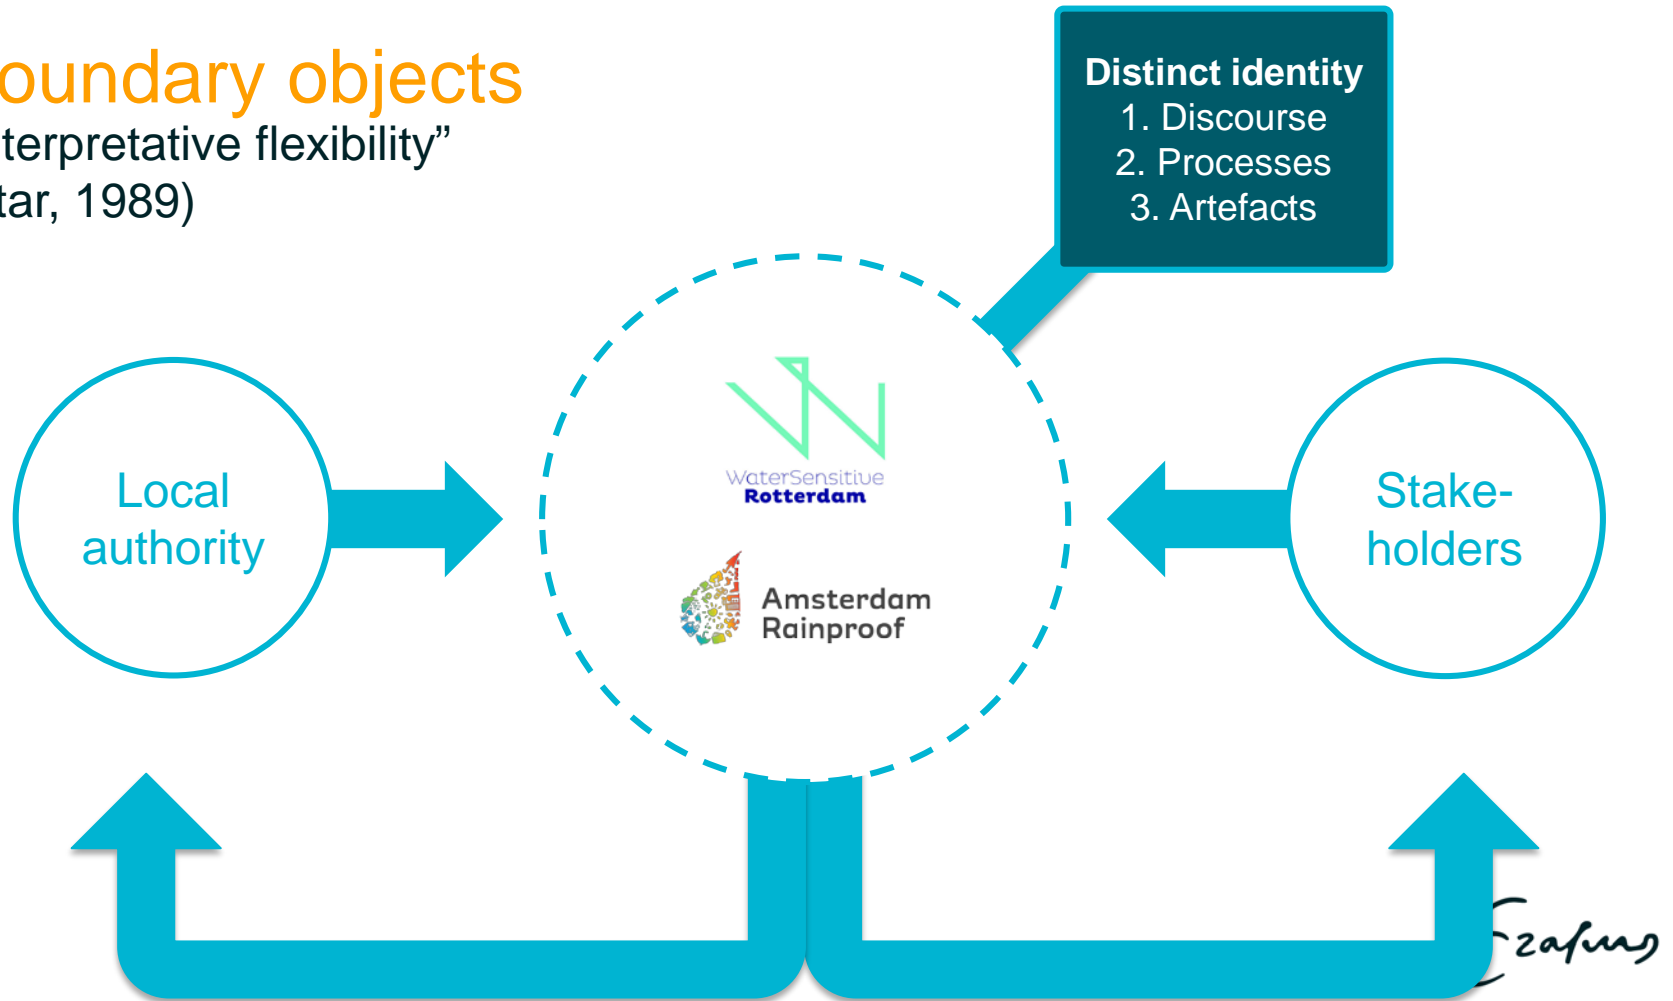 oundary objects
terpretative flexibility”
tar, 1989)
Distinct identity
1. Discourse
2. Processes
3. Artefacts
Local
authority
WaterSensitive
Rotterdam
Amsterdam
Rainproof
Stake-
holders
Erasmus